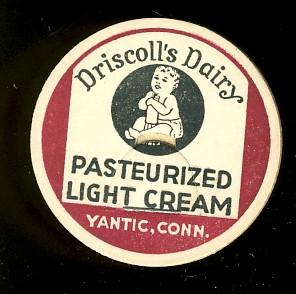 Driscoll's Dairy
PASTEURIZED
LIGHT CREAM
YANTIC, CONN.